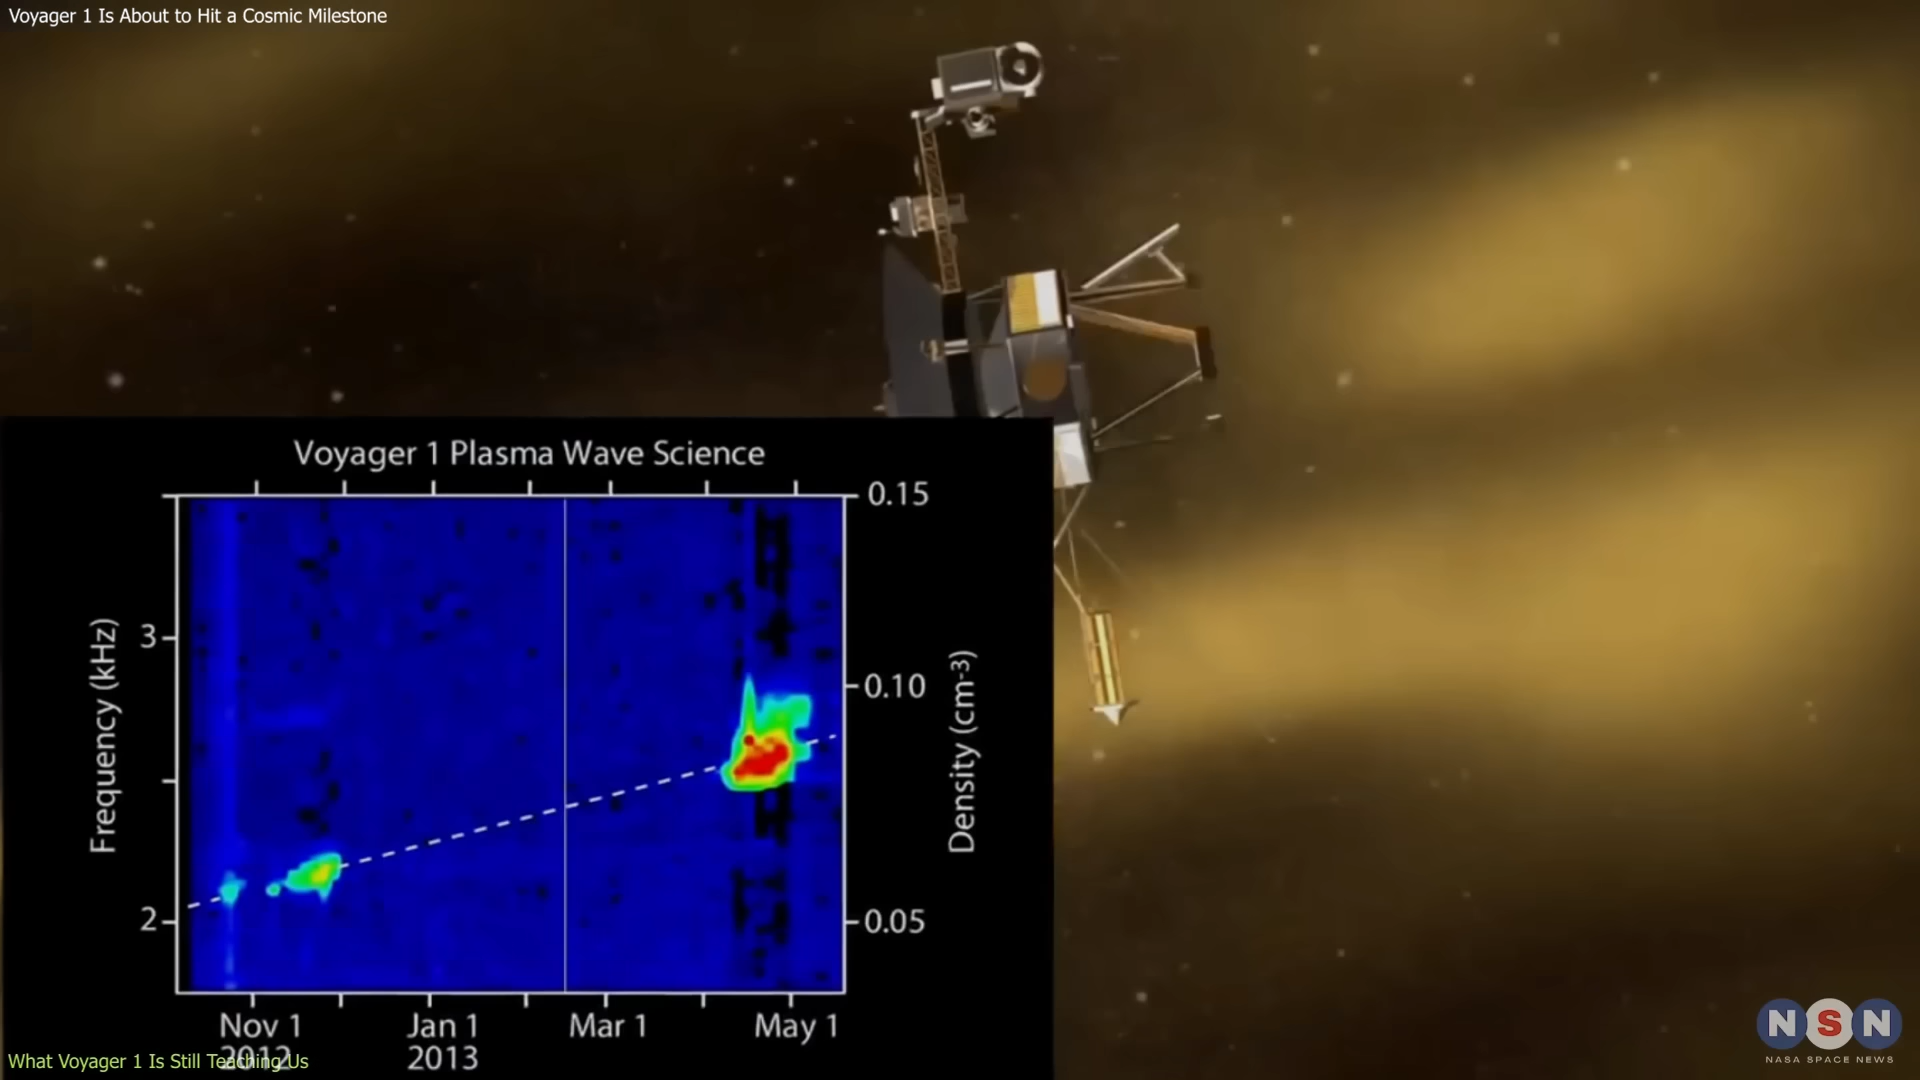 Voyager 1 Is About to Hit a Cosmic Milestone
Voyager 1 Plasma Wave Science
0.15
3
0.10
Frequency (kHz)
Density (cm-3)
2
0.05
Nov 1
2012
Jan 1
2013
Mar 1
May 1
What Voyager 1 Is Still Teaching Us
NSN
NASA SPACE NEWS